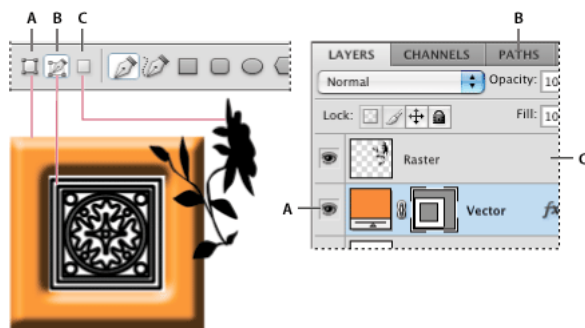 A B C
B
LAYERS CHANNELS PATHS
Normal Opacity: 10
Lock: Fill: 10
Raster
C
A
Vector fx